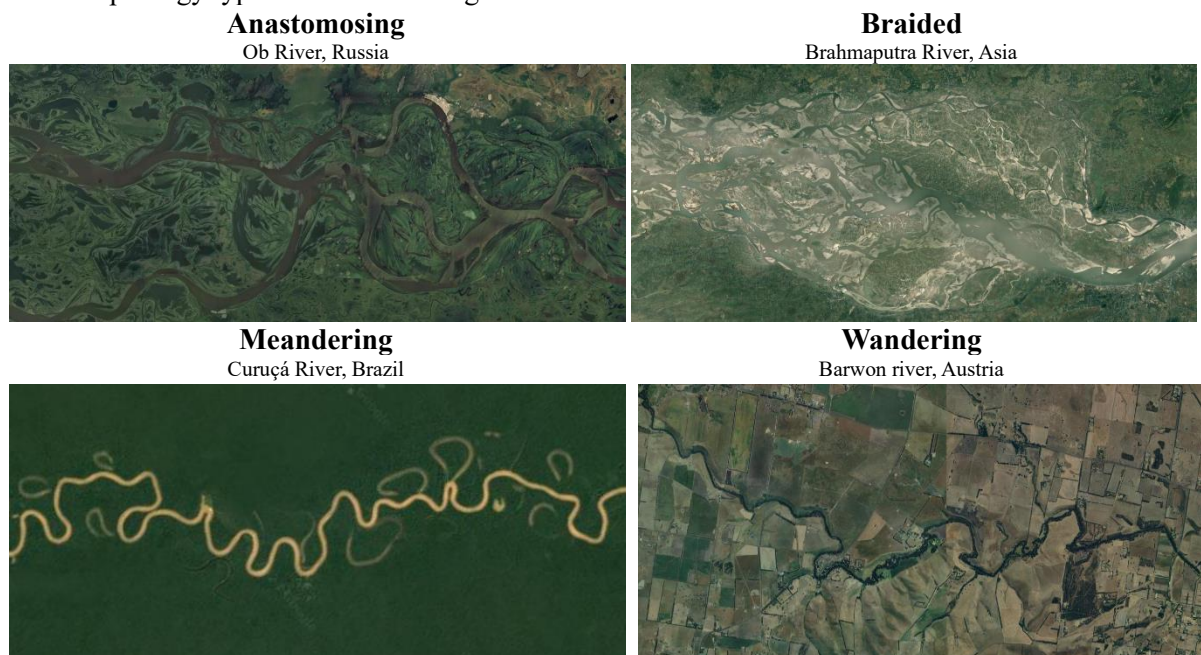 Anastomosing
Ob River, Russia
Braided
Brahmaputra River, Asia
Meandering
Curuçá River, Brazil
Wandering
Barwon river, Austria